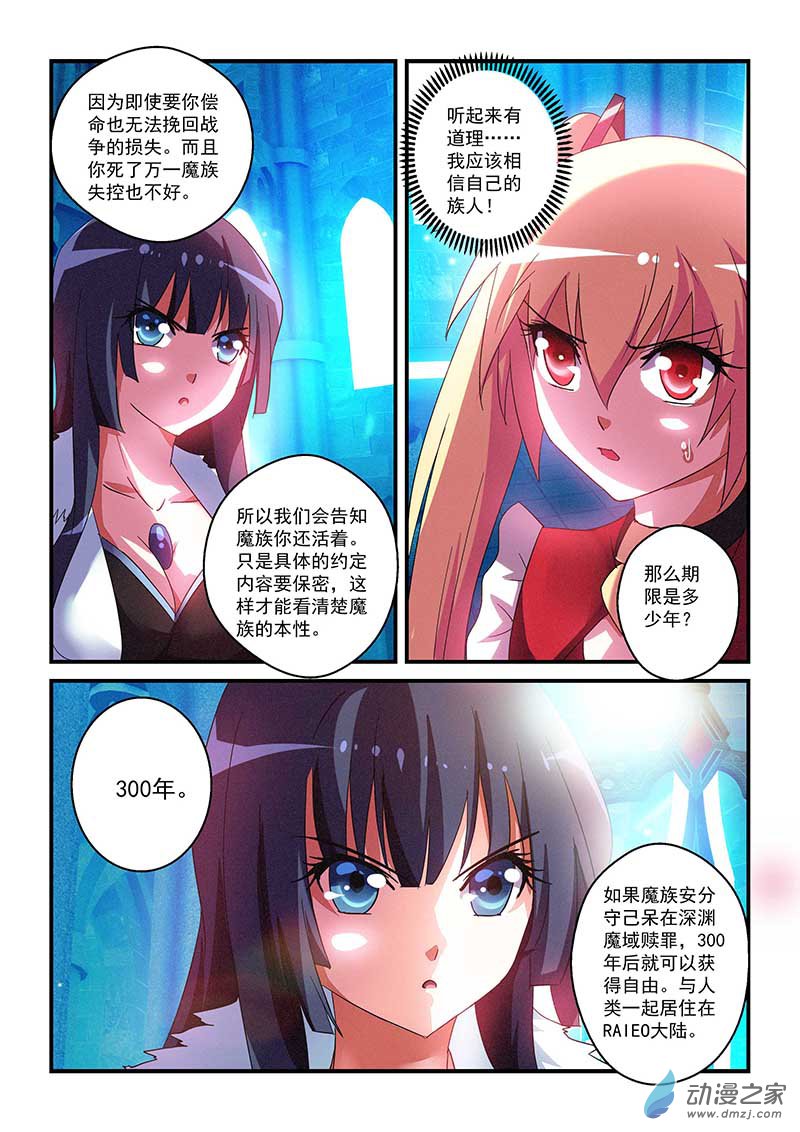 因为即使要你偿
命也无法挽回战
争的损失。而且
你死了万一魔族
失控也不好。
所以我们会告知
魔族你还活着。
只是具体的约定
内容要保密，这
样才能看清楚魔
族的本性。
听起来有
道理……
我应该相
信自己的
族人！
那么期
限是多
少年？
300年。
如果魔族安分
守己呆在深渊
魔域赎罪，300
年后就可以获
得自由。与人
类一起居住在
RAIEO大陆。
动漫之家
www.dmzj.com